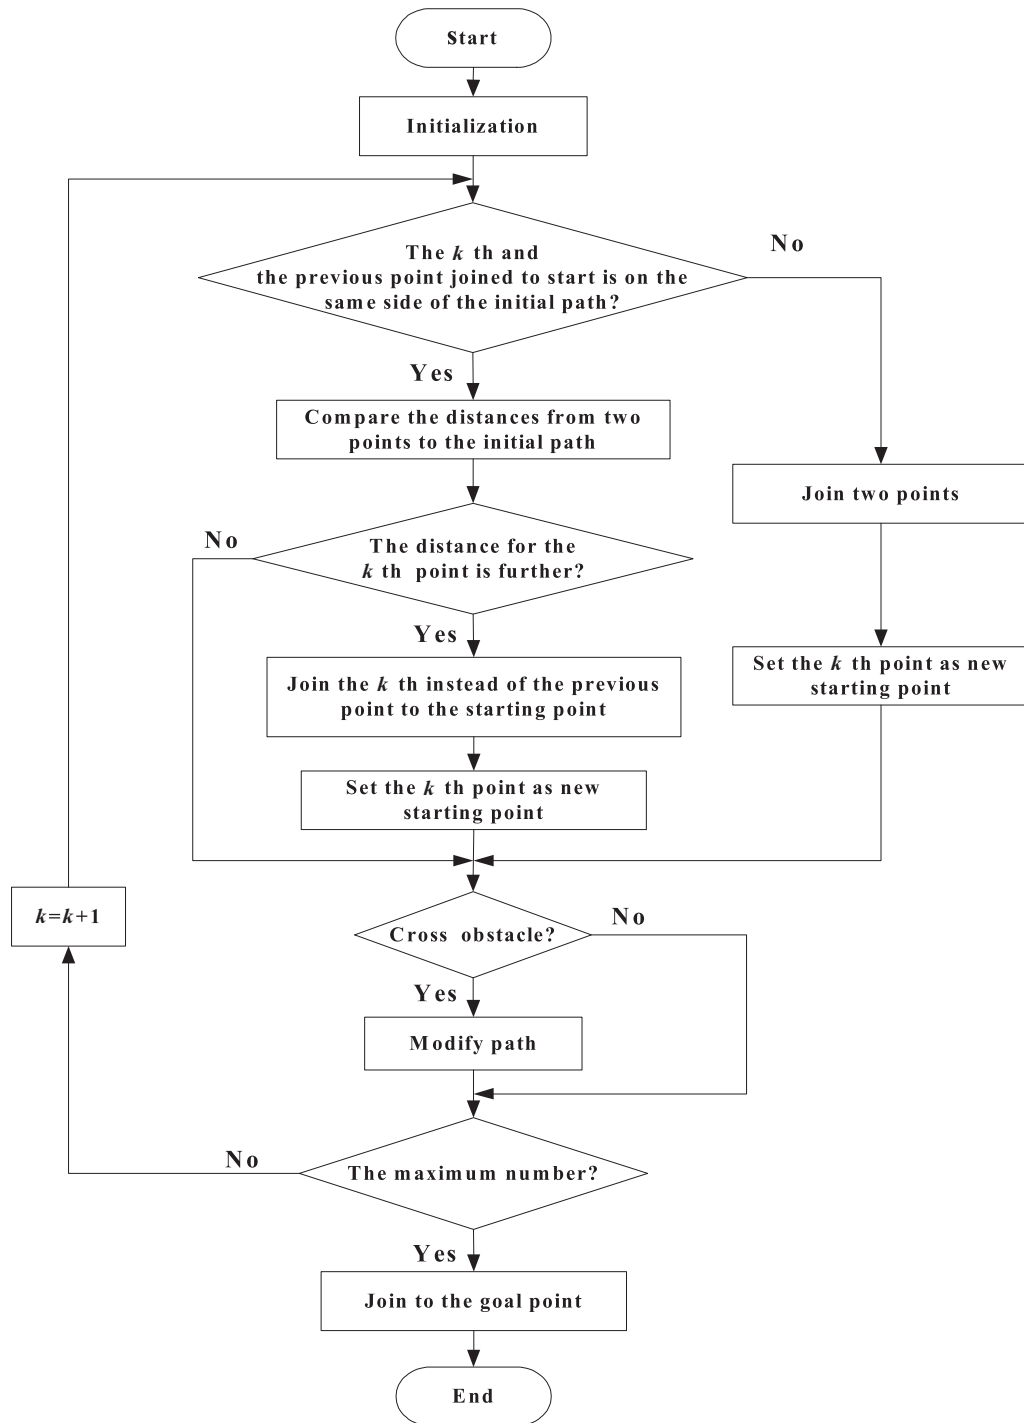 Start
Initialization
The k th and
the previous point joined to start is on the
same side of the initial path?
No
Yes
Compare the distances from two
points to the initial path
Join two points
No
The distance for the
k th point is further?
Yes
Join the k th instead of the previous
point to the starting point
Set the k th point as new
starting point
Set the k th point as new
starting point
k=k+1
Cross obstacle?
No
Yes
Modify path
No
The maximum number?
Yes
Join to the goal point
End